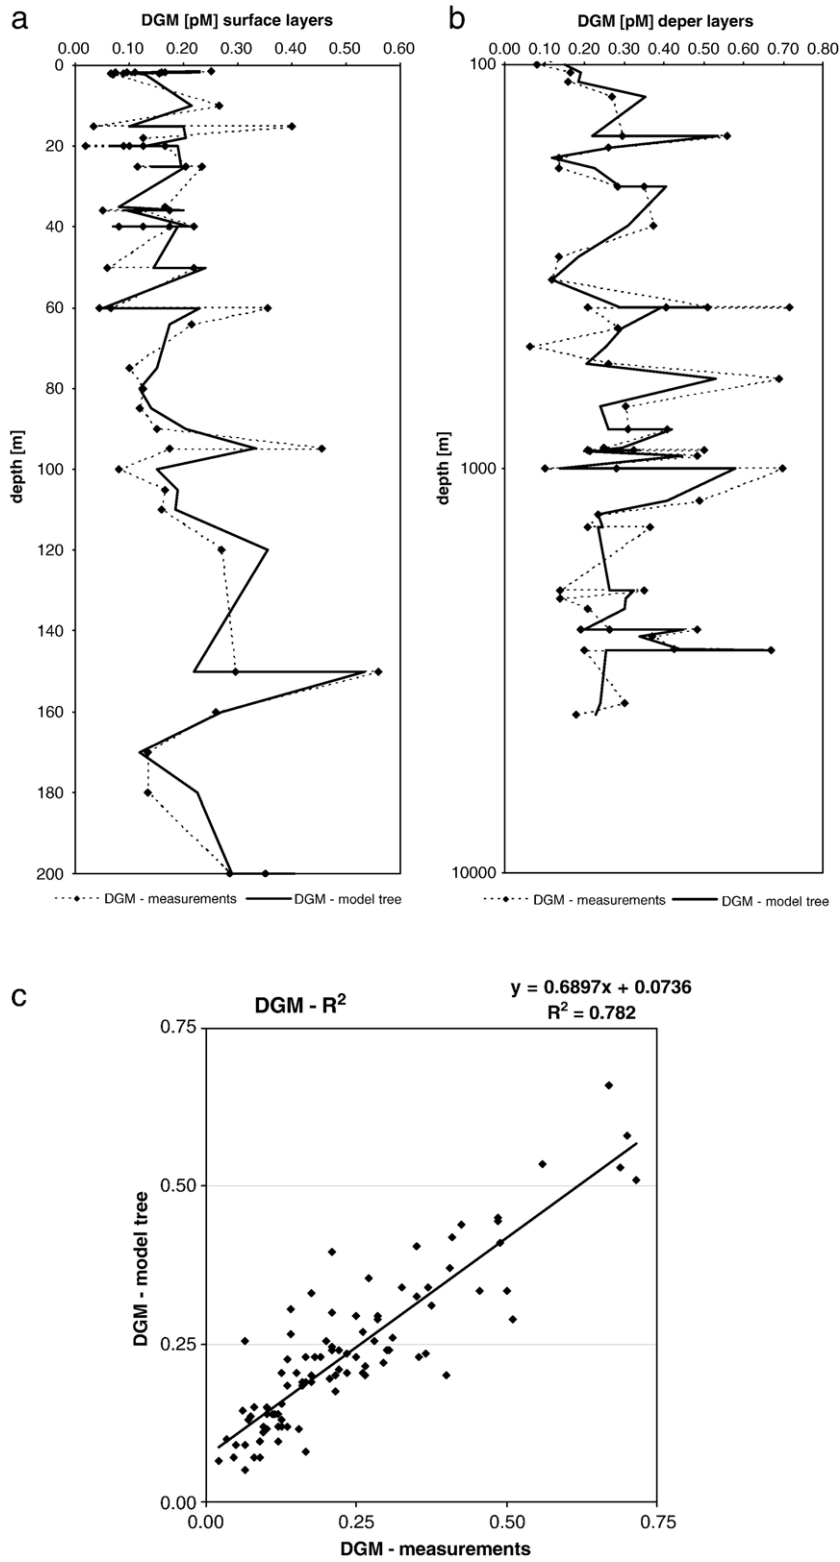 a
DGM [pM] surface layers
0.00 0.10 0.20 0.30 0.40 0.50 0.60
0
20
40
60
80
100
120
140
160
180
200
depth [m]
DGM - measurements DGM - model tree
b
DGM [pM] deper layers
0.00 0.10 0.20 0.30 0.40 0.50 0.60 0.70 0.80
100
1000
10000
depth [m]
DGM - measurements DGM - model tree
c
DGM - R²
y = 0.6897x + 0.0736
R² = 0.782
0.75
0.50
0.25
0.00
DGM - model tree
0.00 0.25 0.50 0.75
DGM - measurements